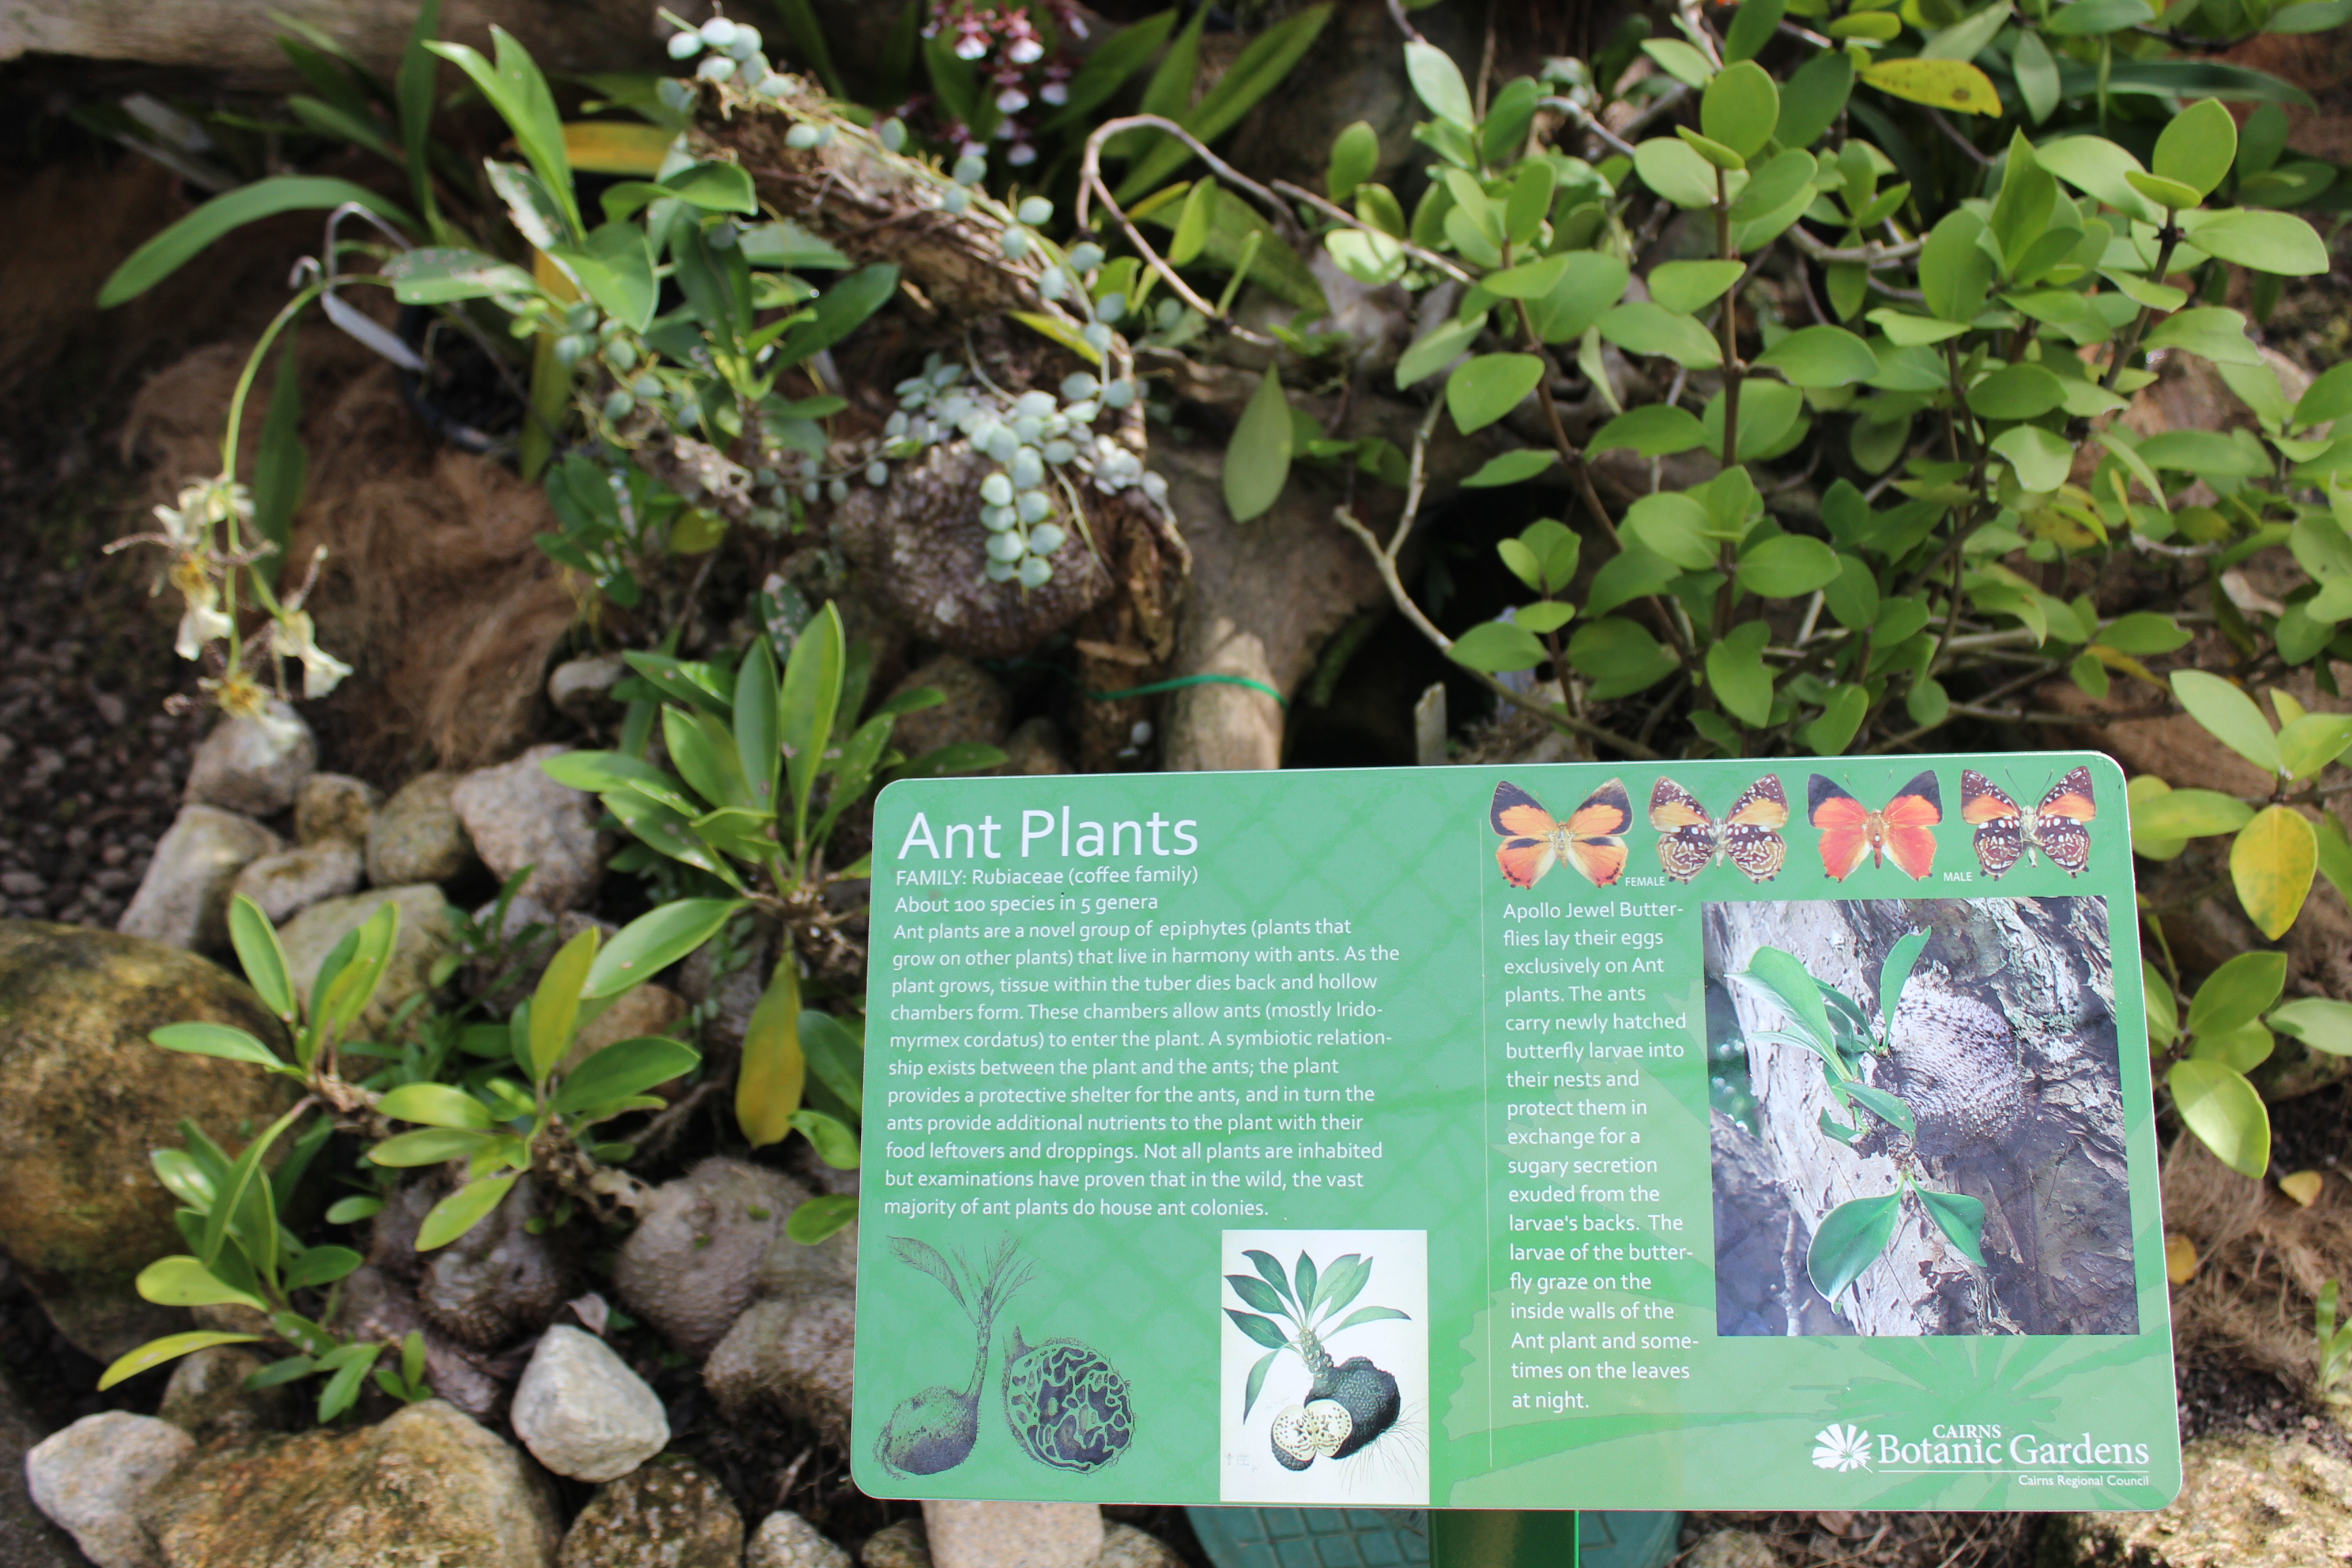 Ant Plants
FAMILY: Rubiaceae (coffee family)
About 100 species in 5 genera
Ant plants are a novel group of epiphytes (plants that
grow on other plants) that live in harmony with ants. As the
plant grows, tissue within the tuber dies back and hollow
chambers form. These chambers allow ants (mostly Irido-
myrmex cordatus) to enter the plant. A symbiotic relation-
ship exists between the plant and the ants; the plant
provides a protective shelter for the ants, and in turn the
ants provide additional nutrients to the plant with their
food leftovers and droppings. Not all plants are inhabited
but examinations have proven that in the wild, the vast
majority of ant plants do house ant colonies.
FEMALE
MALE
Apollo Jewel Butter-
flies lay their eggs
exclusively on Ant
plants. The ants
carry newly hatched
butterfly larvae into
their nests and
protect them in
exchange for a
sugary secretion
exuded from the
larvae's backs. The
larvae of the butter-
fly graze on the
inside walls of the
Ant plant and some-
times on the leaves
at night.
CAIRNS
Botanic Gardens
Cairns Regional Council